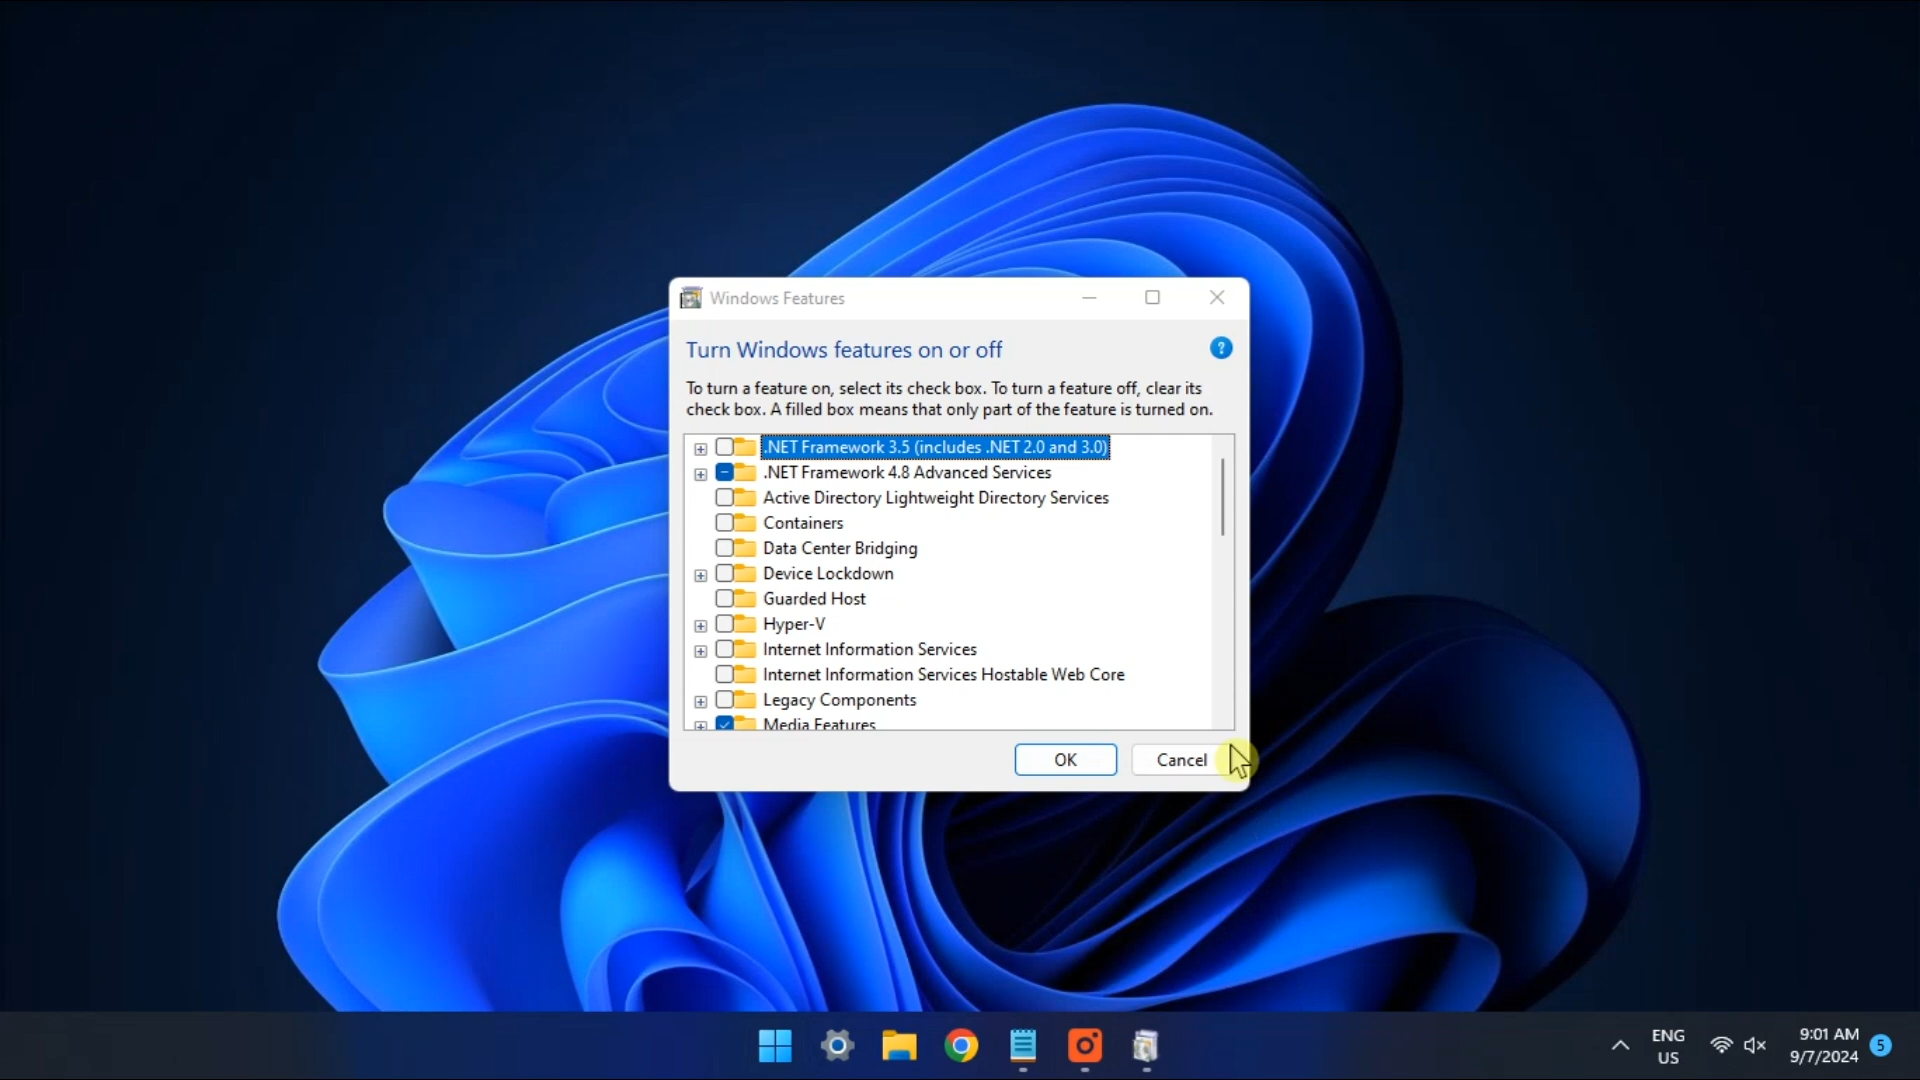 Windows Features
Turn Windows features on or off
?
To turn a feature on, select its check box. To turn a feature off, clear its
check box. A filled box means that only part of the feature is turned on.
.NET Framework 3.5 (includes .NET 2.0 and 3.0)
.NET Framework 4.8 Advanced Services
Active Directory Lightweight Directory Services
Containers
Data Center Bridging
Device Lockdown
Guarded Host
Hyper-V
Internet Information Services
Internet Information Services Hostable Web Core
Legacy Components
Media Features
OK
Cancel
ENG
US
9:01 AM
9/7/2024
5